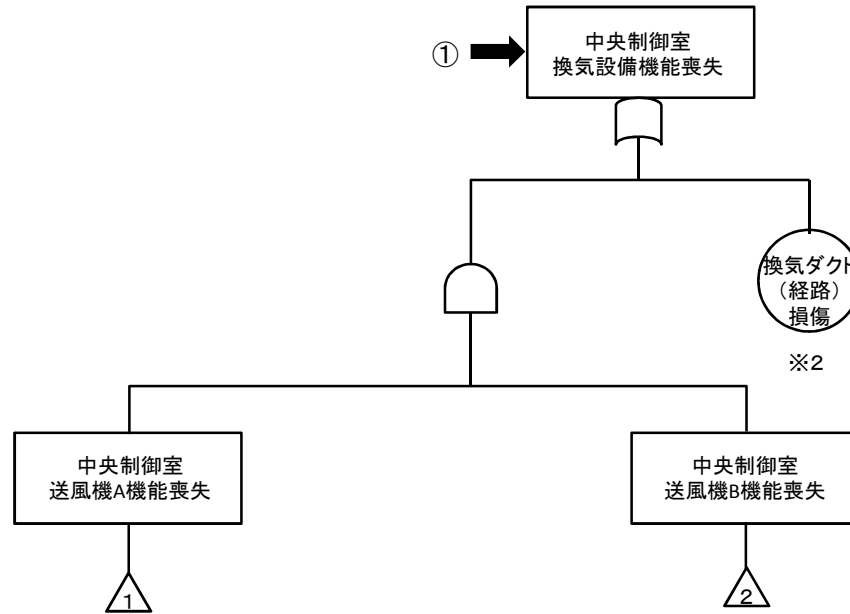 ①
中央制御室
換気設備機能喪失
換気ダクト
（経路）
損傷
※2
中央制御室
送風機A機能喪失
中央制御室
送風機B機能喪失
1
2